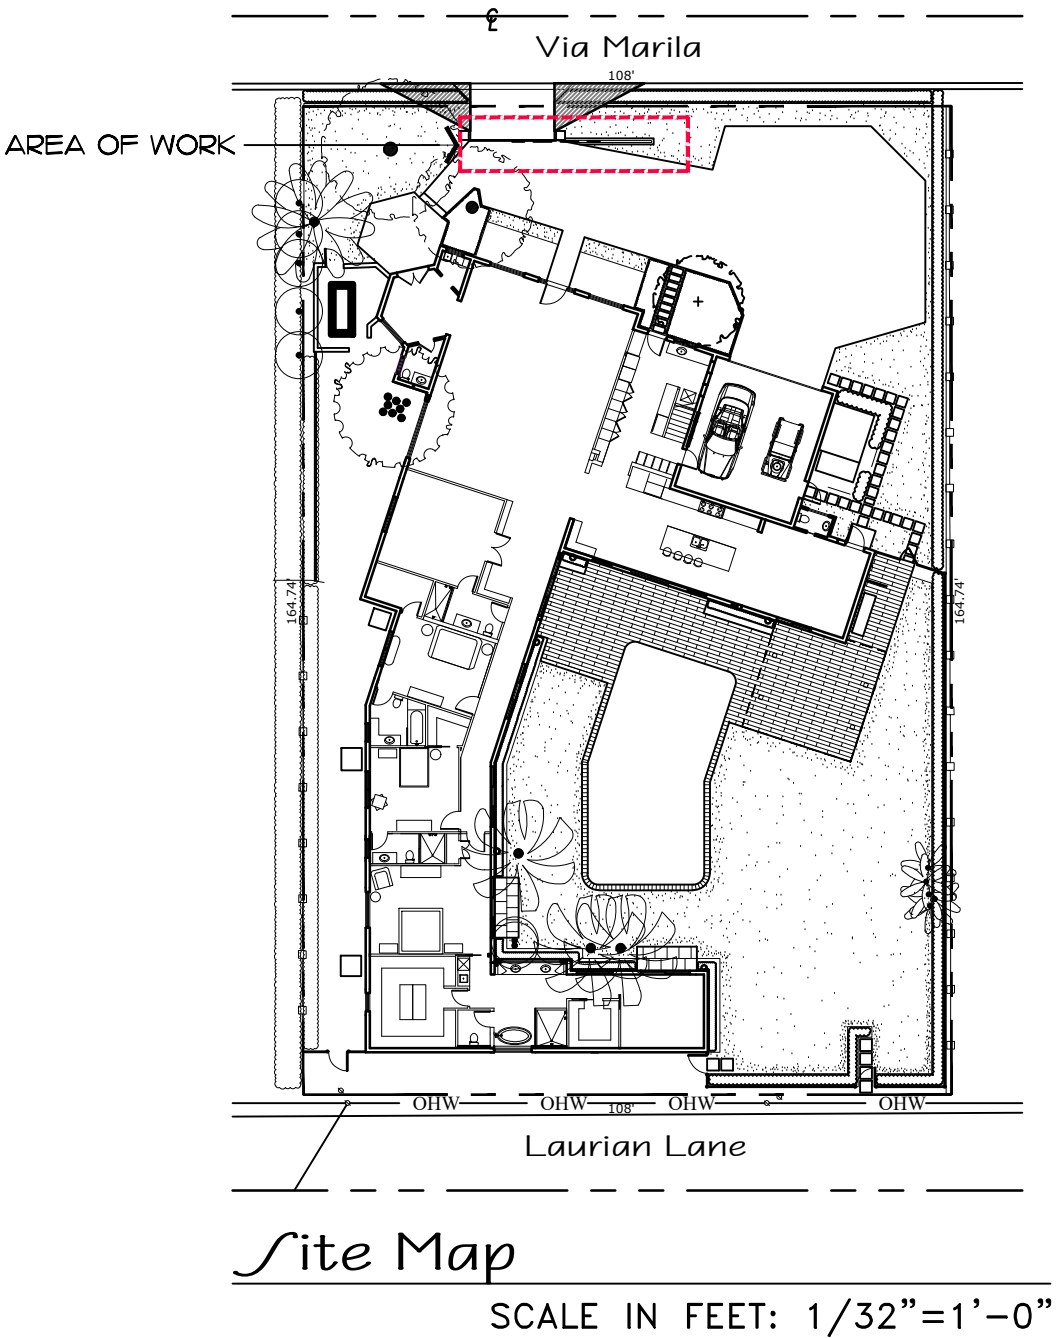 ℄
Via Marila
108'
AREA OF WORK
164.74'
164.74'
OHW OHW OHW OHW
108'
Laurian Lane
Site Map
SCALE IN FEET: 1/32"=1'-0"